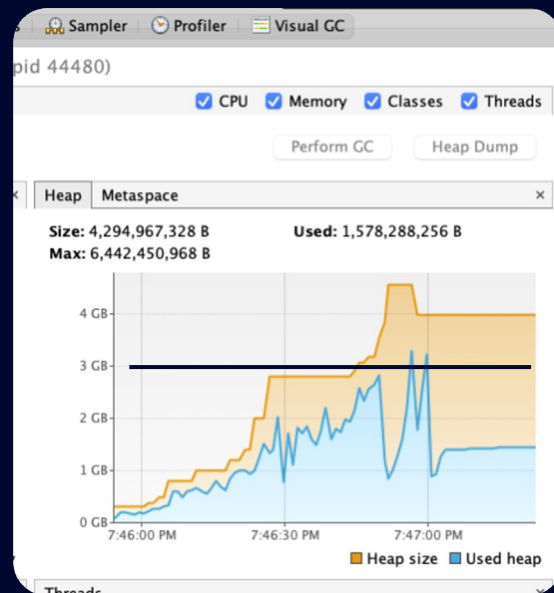 Sampler Profiler Visual GC
pid 44480)
CPU Memory Classes Threads
Perform GC Heap Dump
Heap Metaspace
Size: 4,294,967,328 B Used: 1,578,288,256 B
Max: 6,442,450,968 B
4 GB
3 GB
2 GB
1 GB
0 GB
7:46:00 PM 7:46:30 PM 7:47:00 PM
Heap size Used heap
Threads